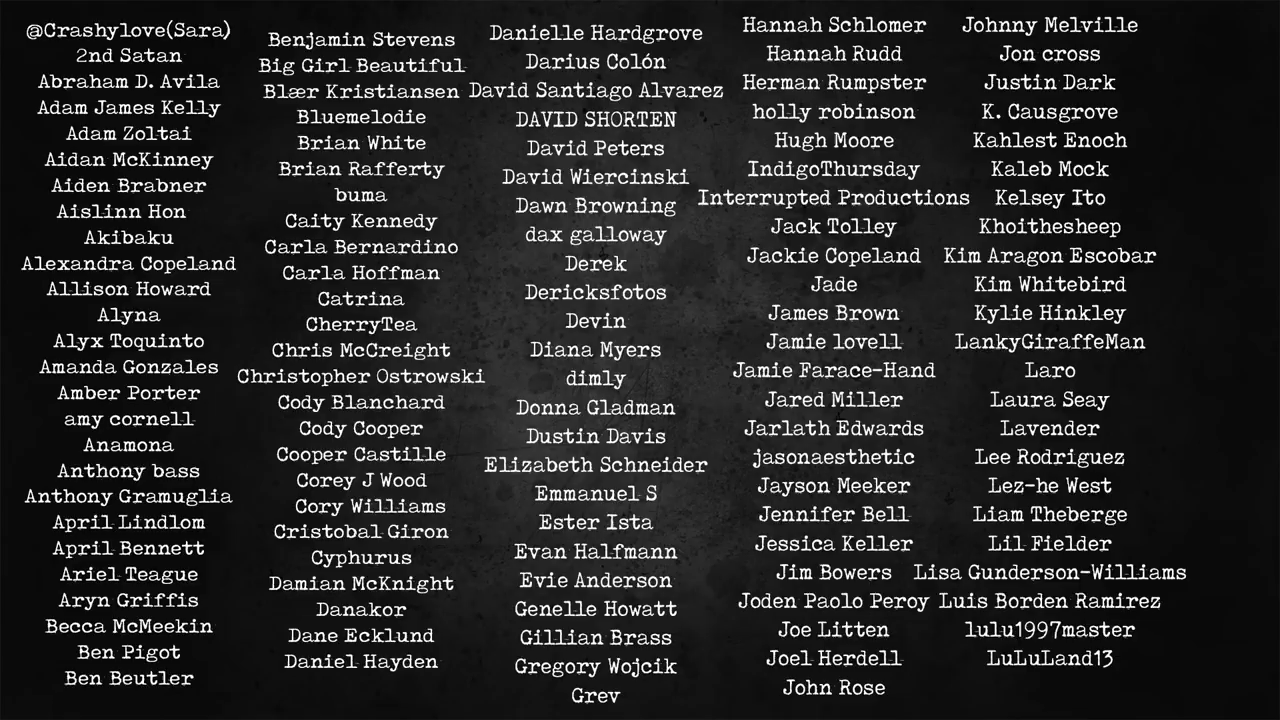 @Crashylove(Sara)
2nd Satan
Abraham D. Avila
Adam James Kelly
Adam Zoltai
Aidan McKinney
Aiden Brabner
Aislinn Hon
Akibaku
Alexandra Copeland
Allison Howard
Alyna
Alyx Toquinto
Amanda Gonzales
Amber Porter
amy cornell
Anamona
Anthony bass
Anthony Gramuglia
April Lindlom
April Bennett
Ariel Teague
Aryn Griffis
Becca McMeekin
Ben Pigot
Ben Beutler
Benjamin Stevens
Big Girl Beautiful
Blær Kristiansen
Bluemelodie
Brian White
Brian Rafferty
buma
Caity Kennedy
Carla Bernardino
Carla Hoffman
Catrina
CherryTea
Chris McCreight
Christopher Ostrowski
Cody Blanchard
Cody Cooper
Cooper Castille
Corey J Wood
Cory Williams
Cristobal Giron
Cyphurus
Damian McKnight
Danakor
Dane Ecklund
Daniel Hayden
Danielle Hardgrove
Darius Colón
David Santiago Alvarez
DAVID SHORTEN
David Peters
David Wiercinski
Dawn Browning
dax galloway
Derek
Dericksfotos
Devin
Diana Myers
dimly
Donna Gladman
Dustin Davis
Elizabeth Schneider
Emmanuel S
Ester Ista
Evan Halfmann
Evie Anderson
Genelle Howatt
Gillian Brass
Gregory Wojcik
Grev
Hannah Schlomer
Hannah Rudd
Herman Rumpster
holly robinson
Hugh Moore
IndigoThursday
Interrupted Productions
Jack Tolley
Jackie Copeland
Jade
James Brown
Jamie lovell
Jamie Farace-Hand
Jared Miller
Jarlath Edwards
jasonaesthetic
Jayson Meeker
Jennifer Bell
Jessica Keller
Jim Bowers
Joden Paolo Peroy
Joe Litten
Joel Herdell
John Rose
Johnny Melville
Jon cross
Justin Dark
K. Causgrove
Kahlest Enoch
Kaleb Mock
Kelsey Ito
Khoithesheep
Kim Aragon Escobar
Kim Whitebird
Kylie Hinkley
LankyGiraffeMan
Laro
Laura Seay
Lavender
Lee Rodriguez
Lez-he West
Liam Theberge
Lil Fielder
Lisa Gunderson-Williams
Luis Borden Ramirez
lulu1997master
LuLuLand13